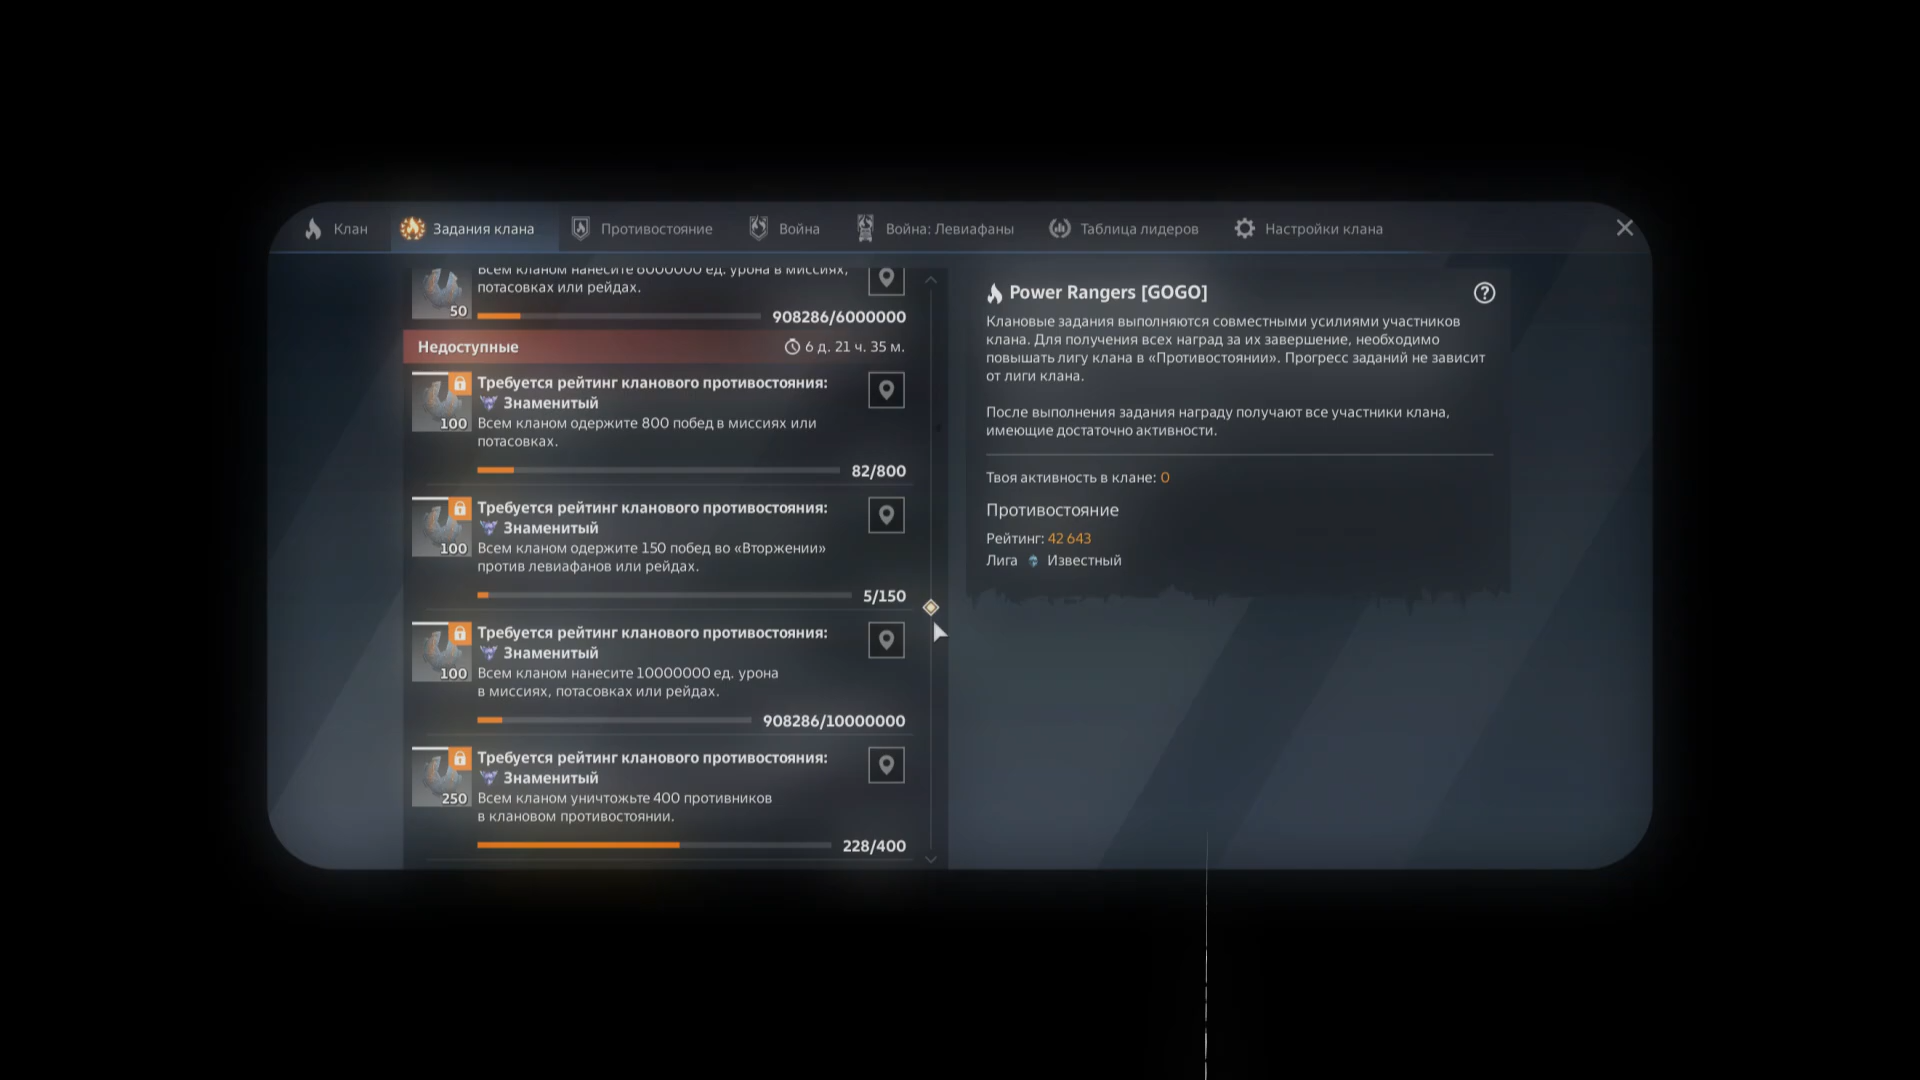 Клан
Задания клана
Противостояние
Война
Война: Левиафаны
Таблица лидеров
Настройки клана
Всем кланом нанесите 6000000 ед. урона в миссиях,
потасовках или рейдах.
50
908286/6000000
Недоступные
6 д. 21 ч. 35 м.
Требуется рейтинг кланового противостояния:
Знаменитый
100
Всем кланом одержите 800 побед в миссиях или
потасовках.
82/800
Требуется рейтинг кланового противостояния:
Знаменитый
100
Всем кланом одержите 150 побед во «Вторжении»
против левиафанов или рейдах.
5/150
Требуется рейтинг кланового противостояния:
Знаменитый
100
Всем кланом нанесите 10000000 ед. урона
в миссиях, потасовках или рейдах.
908286/10000000
Требуется рейтинг кланового противостояния:
Знаменитый
250
Всем кланом уничтожьте 400 противников
в клановом противостоянии.
228/400
Power Rangers [GOGO]
?
Клановые задания выполняются совместными усилиями участников
клана. Для получения всех наград за их завершение, необходимо
повышать лигу клана в «Противостоянии». Прогресс заданий не зависит
от лиги клана.
После выполнения задания награду получают все участники клана,
имеющие достаточно активности.
Твоя активность в клане: 0
Противостояние
Рейтинг: 42 643
Лига Известный